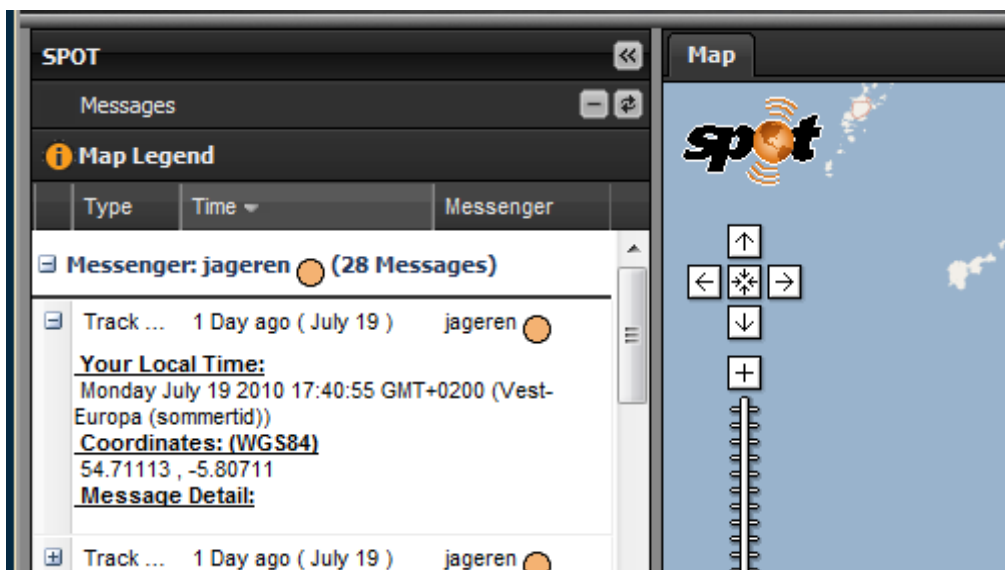 SPOT
Messages
Map Legend
Type Time Messenger
Messenger: jageren (28 Messages)
Track ... 1 Day ago ( July 19 ) jageren
Your Local Time:
Monday July 19 2010 17:40:55 GMT+0200 (Vest-
Europa (sommertid))
Coordinates: (WGS84)
54.71113 , -5.80711
Message Detail:
Track ... 1 Day ago ( July 19 ) jageren
Map
spot